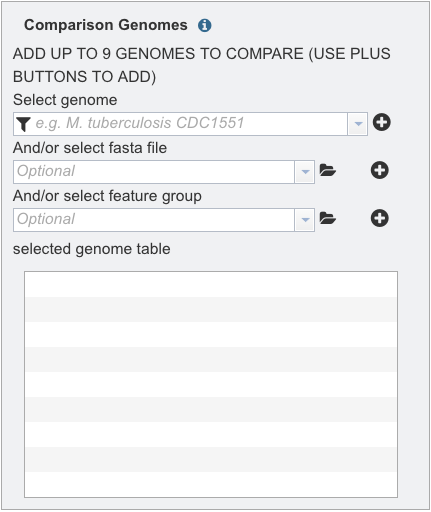 Comparison Genomes
ADD UP TO 9 GENOMES TO COMPARE (USE PLUS
BUTTONS TO ADD)
Select genome
e.g. M. tuberculosis CDC1551
And/or select fasta file
Optional
And/or select feature group
Optional
selected genome table